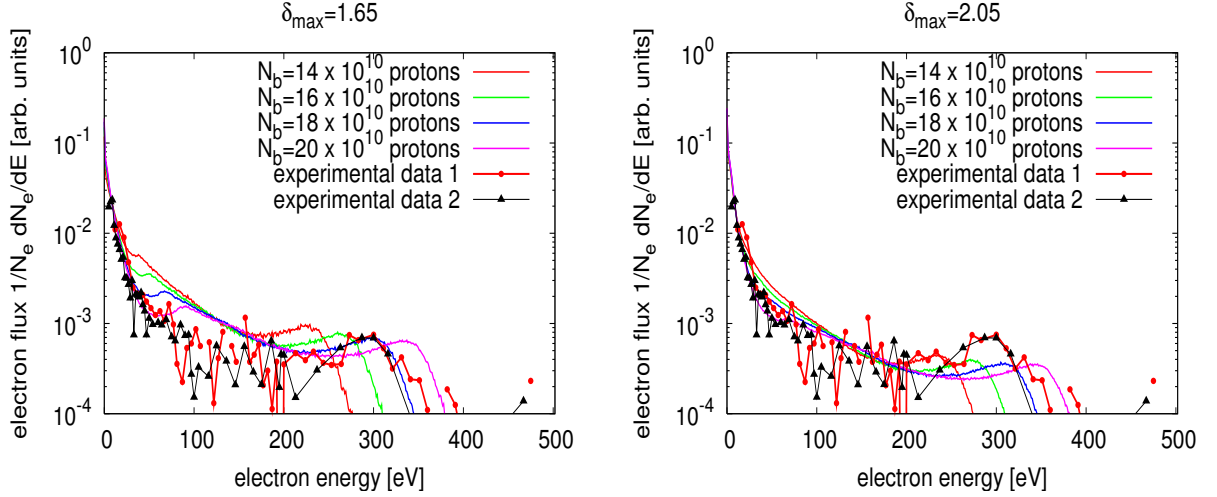 δmax=1.65
electron flux 1/Ne dNe/dE [arb. units]
10^0
10^-1
10^-2
10^-3
10^-4
Nb=14 x 10^10 protons
Nb=16 x 10^10 protons
Nb=18 x 10^10 protons
Nb=20 x 10^10 protons
experimental data 1
experimental data 2
0 100 200 300 400 500
electron energy [eV]
δmax=2.05
electron flux 1/Ne dNe/dE [arb. units]
10^0
10^-1
10^-2
10^-3
10^-4
Nb=14 x 10^10 protons
Nb=16 x 10^10 protons
Nb=18 x 10^10 protons
Nb=20 x 10^10 protons
experimental data 1
experimental data 2
0 100 200 300 400 500
electron energy [eV]